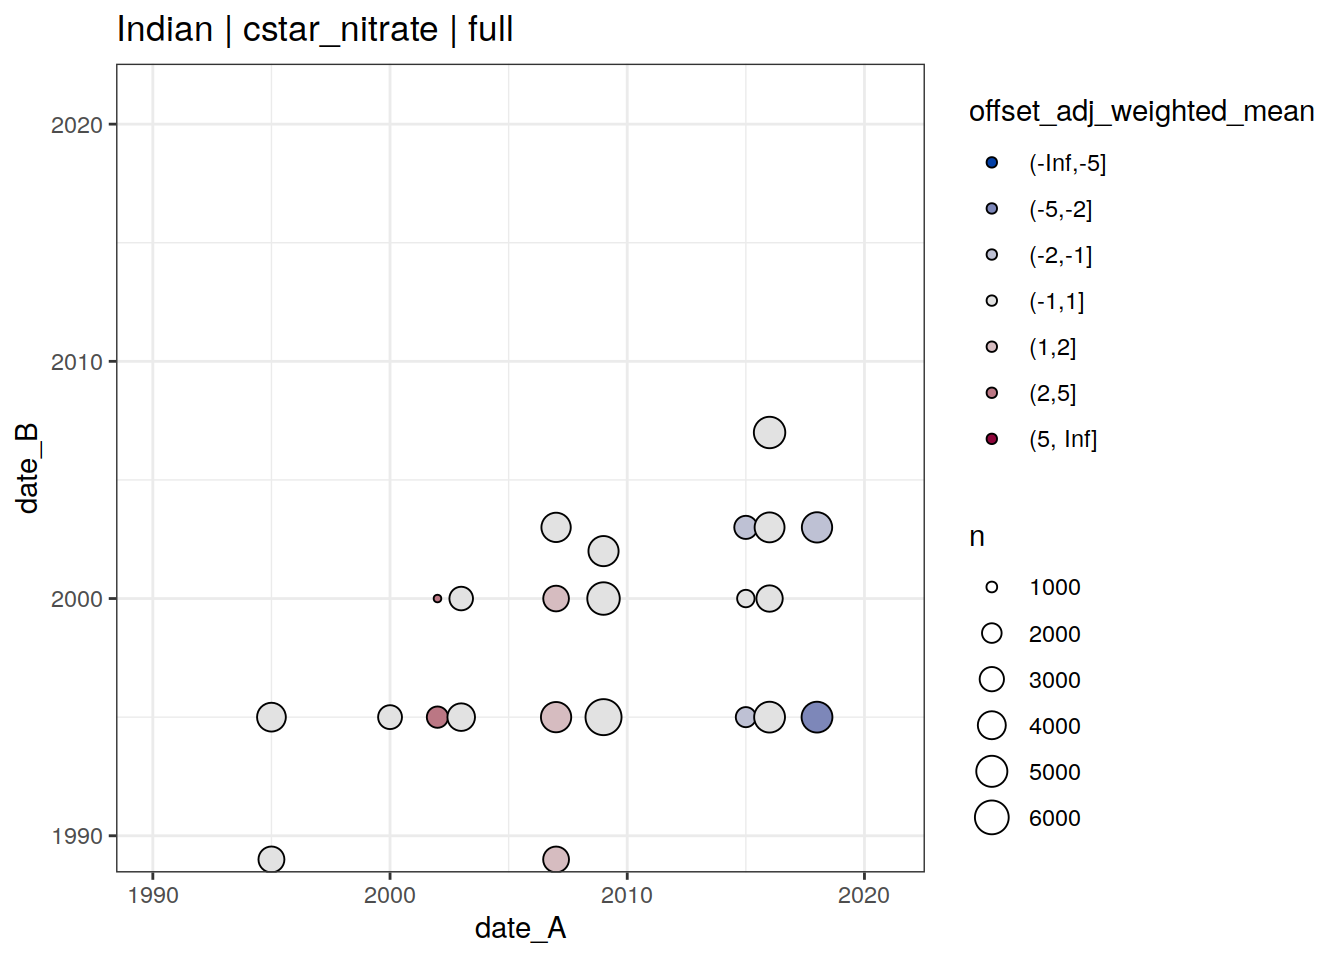 Indian | cstar_nitrate | full
2020
2010
2000
1990
date_B
1990 2000 2010 2020
date_A
offset_adj_weighted_mean
(-Inf,-5]
(-5,-2]
(-2,-1]
(-1,1]
(1,2]
(2,5]
(5, Inf]
n
1000
2000
3000
4000
5000
6000